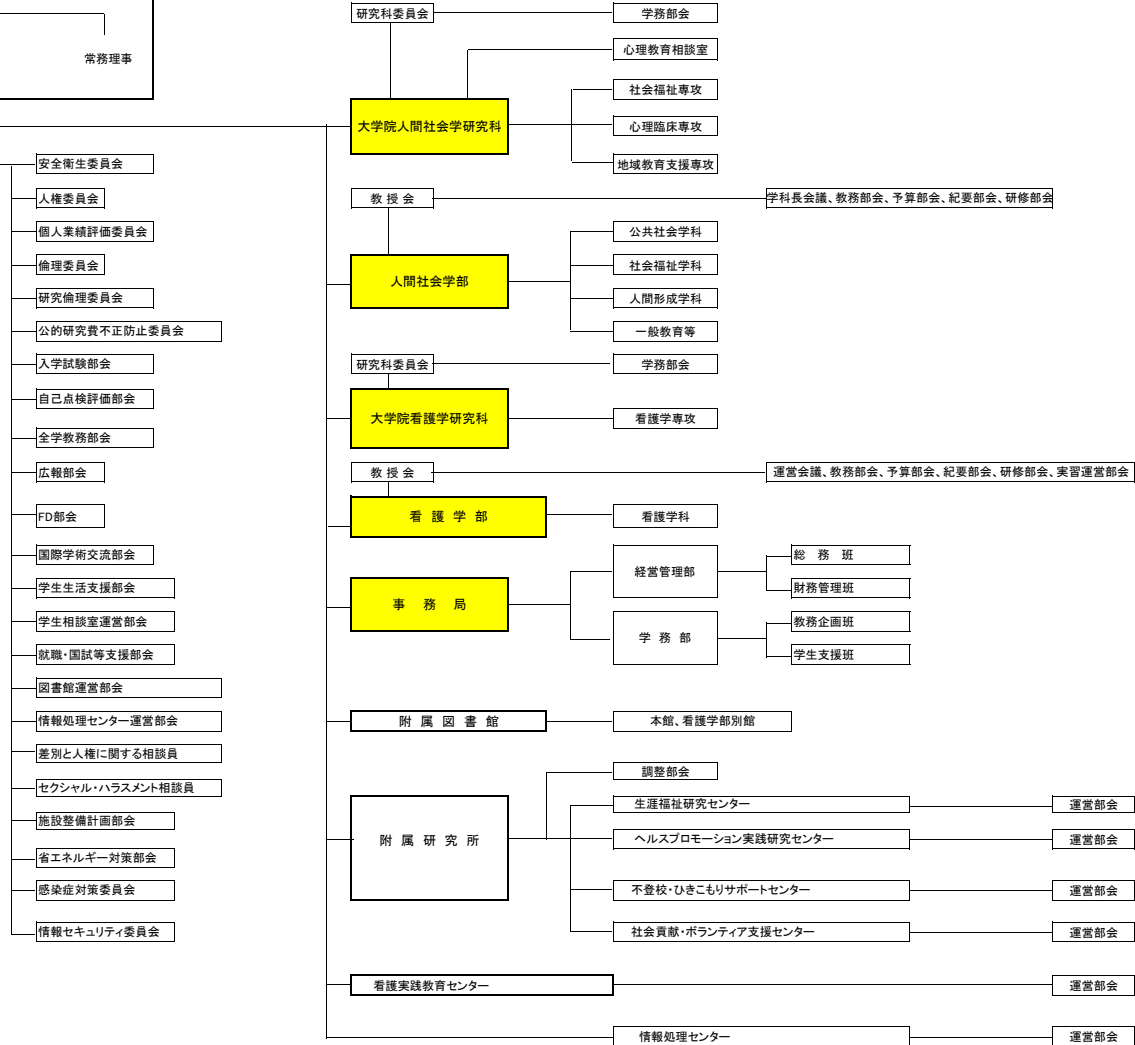 常務理事
安全衛生委員会
人権委員会
個人業績評価委員会
倫理委員会
研究倫理委員会
公的研究費不正防止委員会
入学試験部会
自己点検評価部会
全学教務部会
広報部会
FD部会
国際学術交流部会
学生生活支援部会
学生相談室運営部会
就職・国試等支援部会
図書館運営部会
情報処理センター運営部会
差別と人権に関する相談員
セクシャル・ハラスメント相談員
施設整備計画部会
省エネルギー対策部会
感染症対策委員会
情報セキュリティ委員会
研究科委員会
学務部会
心理教育相談室
大学院人間社会学研究科
社会福祉専攻
心理臨床専攻
地域教育支援専攻
教 授 会
学科長会議、教務部会、予算部会、紀要部会、研修部会
人間社会学部
公共社会学科
社会福祉学科
人間形成学科
一般教育等
研究科委員会
学務部会
大学院看護学研究科
看護学専攻
教 授 会
運営会議、教務部会、予算部会、紀要部会、研修部会、実習運営部会
看 護 学 部
看護学科
事 務 局
経営管理部
総 務 班
財務管理班
学 務 部
教務企画班
学生支援班
附 属 図 書 館
本館、看護学部別館
附 属 研 究 所
調整部会
生涯福祉研究センター
運営部会
ヘルスプロモーション実践研究センター
運営部会
不登校・ひきこもりサポートセンター
運営部会
社会貢献・ボランティア支援センター
運営部会
看護実践教育センター
運営部会
情報処理センター
運営部会